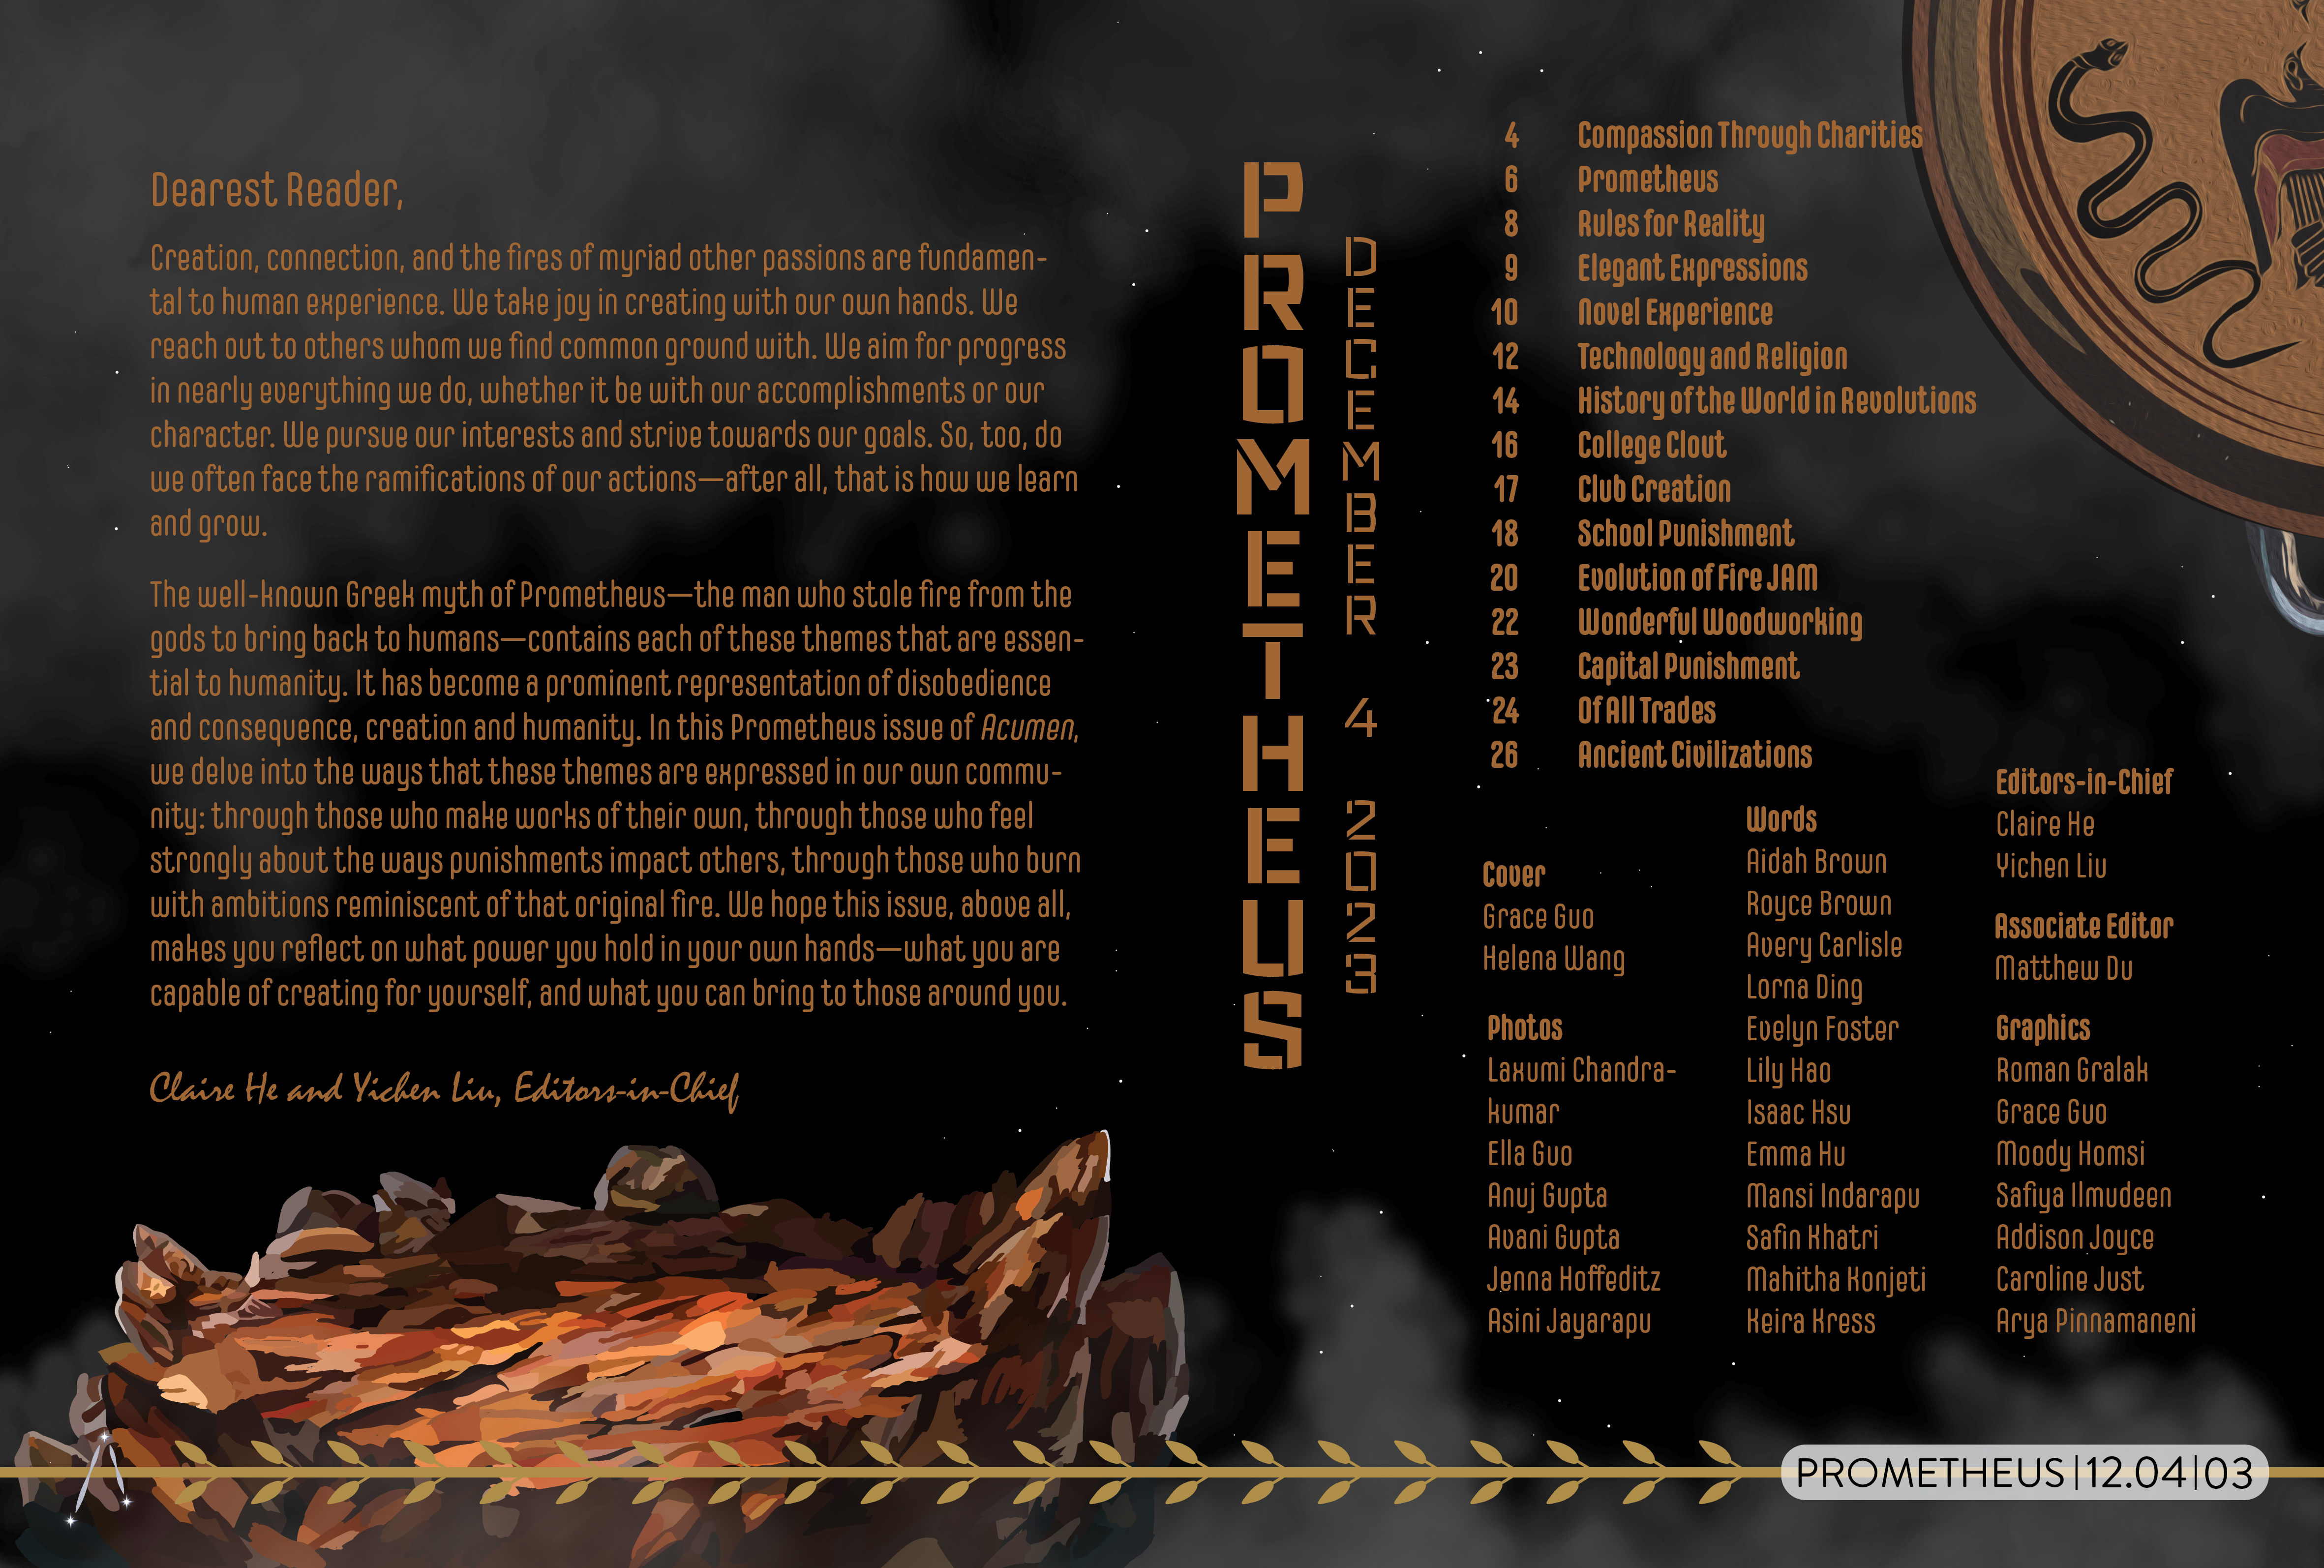 Dearest Reader,
Creation, connection, and the fires of myriad other passions are fundamen-
tal to human experience. We take joy in creating with our own hands. We
reach out to others whom we find common ground with. We aim for progress
in nearly everything we do, whether it be with our accomplishments or our
character. We pursue our interests and strive towards our goals. So, too, do
we often face the ramifications of our actions—after all, that is how we learn
and grow.
The well-known Greek myth of Prometheus—the man who stole fire from the
gods to bring back to humans—contains each of these themes that are essen-
tial to humanity. It has become a prominent representation of disobedience
and consequence, creation and humanity. In this Prometheus issue of Acumen,
we delve into the ways that these themes are expressed in our own commu-
nity: through those who make works of their own, through those who feel
strongly about the ways punishments impact others, through those who burn
with ambitions reminiscent of that original fire. We hope this issue, above all,
makes you reflect on what power you hold in your own hands—what you are
capable of creating for yourself, and what you can bring to those around you.
Claire He and Yichen Liu, Editors-in-Chief
PROMETHEUS
DECEMBER 4 2023
4 Compassion Through Charities
6 Prometheus
8 Rules for Reality
9 Elegant Expressions
10 Novel Experience
12 Technology and Religion
14 History of the World in Revolutions
16 College Clout
17 Club Creation
18 School Punishment
20 Evolution of Fire JAM
22 Wonderful Woodworking
23 Capital Punishment
24 Of All Trades
26 Ancient Civilizations
Cover
Grace Guo
Helena Wang
Photos
Laxumi Chandra-
kumar
Ella Guo
Anuj Gupta
Avani Gupta
Jenna Hoffeditz
Asini Jayarapu
Words
Aidah Brown
Royce Brown
Avery Carlisle
Lorna Ding
Evelyn Foster
Lily Hao
Isaac Hsu
Emma Hu
Mansi Indarapu
Safin Khatri
Mahitha Konjeti
Keira Kress
Editors-in-Chief
Claire He
Yichen Liu
Associate Editor
Matthew Du
Graphics
Roman Gralak
Grace Guo
Moody Homsi
Safiya Ilmudeen
Addison Joyce
Caroline Just
Arya Pinnamaneni
PROMETHEUS|12.04|03